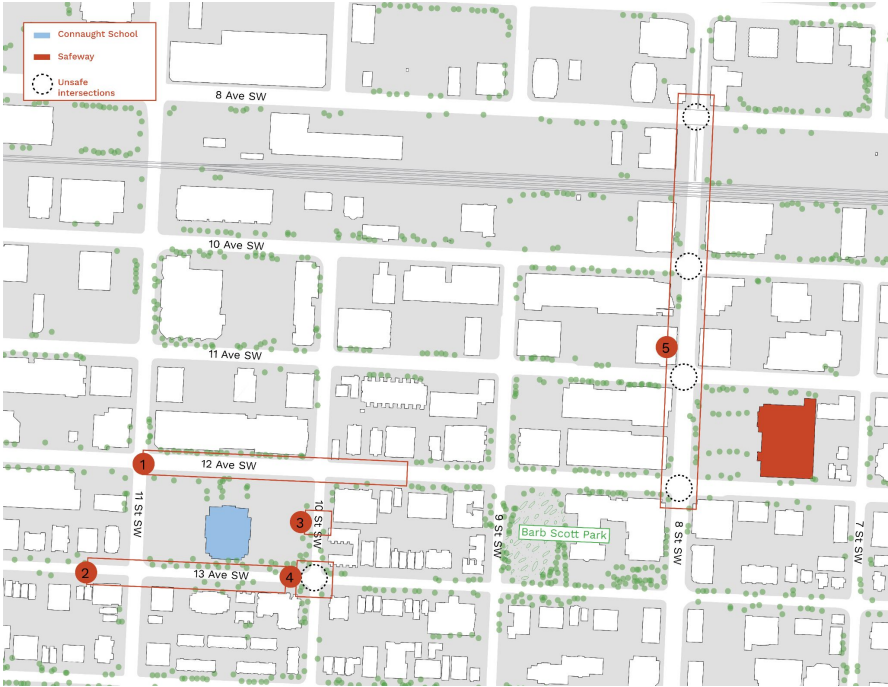 Connaught School
Safeway
Unsafe
intersections
8 Ave SW
10 Ave SW
11 Ave SW
5
1
12 Ave SW
11 St SW
3
10 St SW
9 St SW
Barb Scott Park
8 St SW
7 St SW
2
13 Ave SW
4